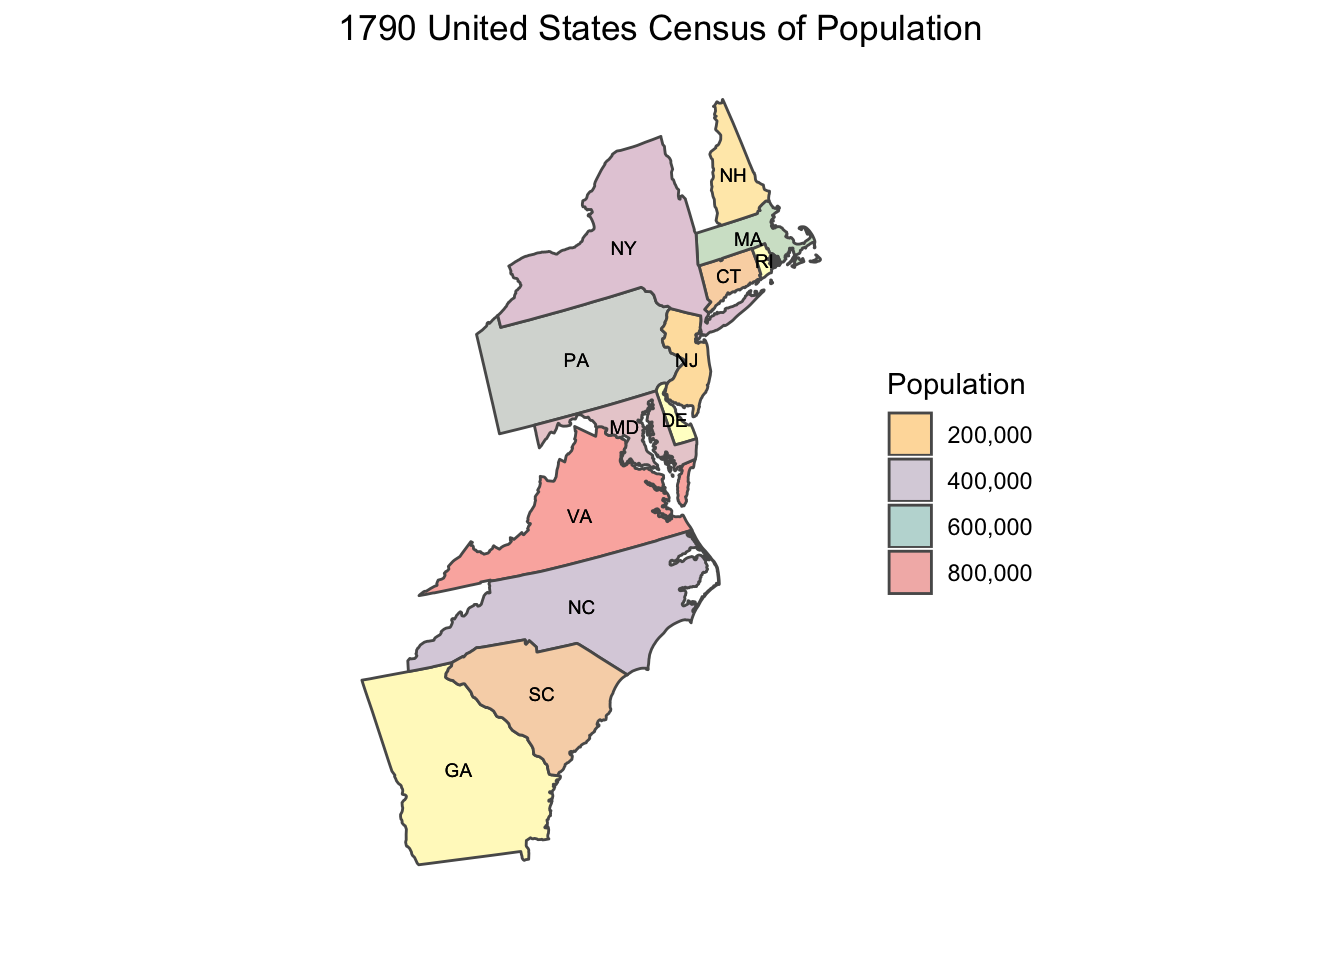 1790 United States Census of Population
NH
NY
MA
RI
CT
PA
NJ
DE
MD
VA
NC
SC
GA
Population
200,000
400,000
600,000
800,000